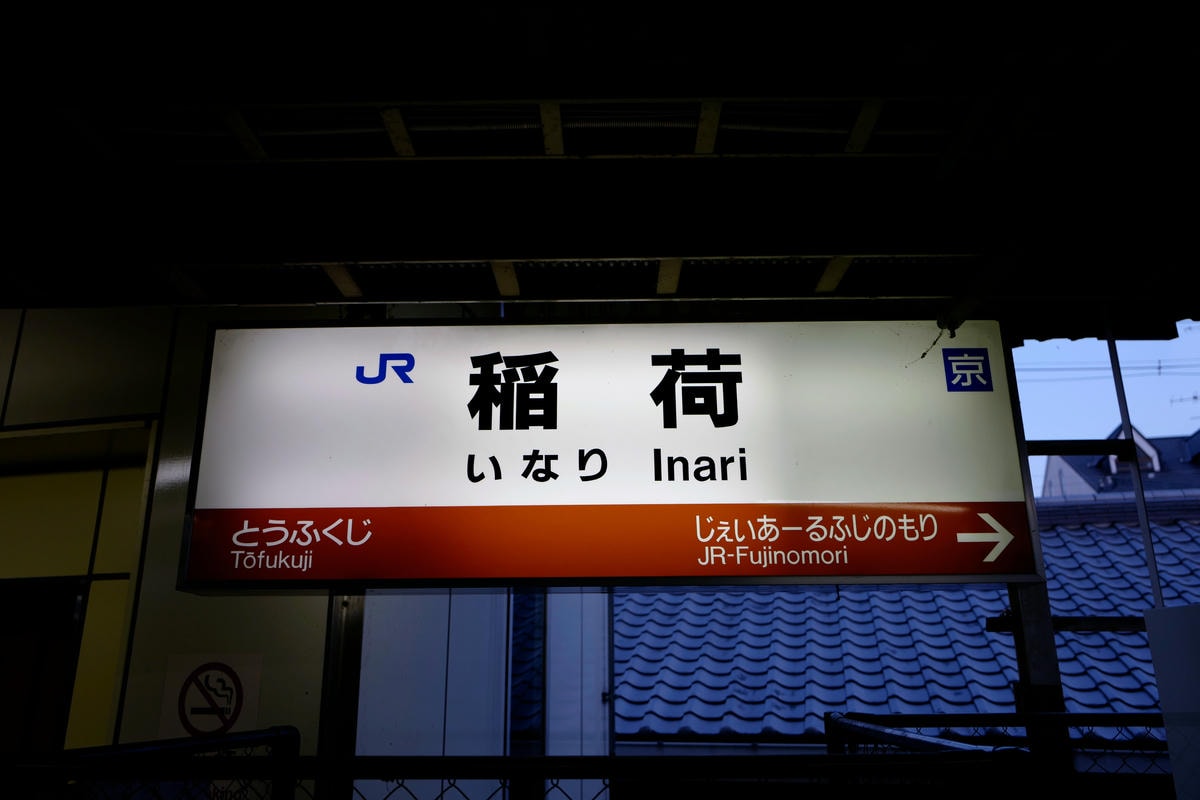 JR 稲荷 京
いなり Inari
とうふくじ じぇいあーるふじのもり →
Tōfukuji JR-Fujinomori